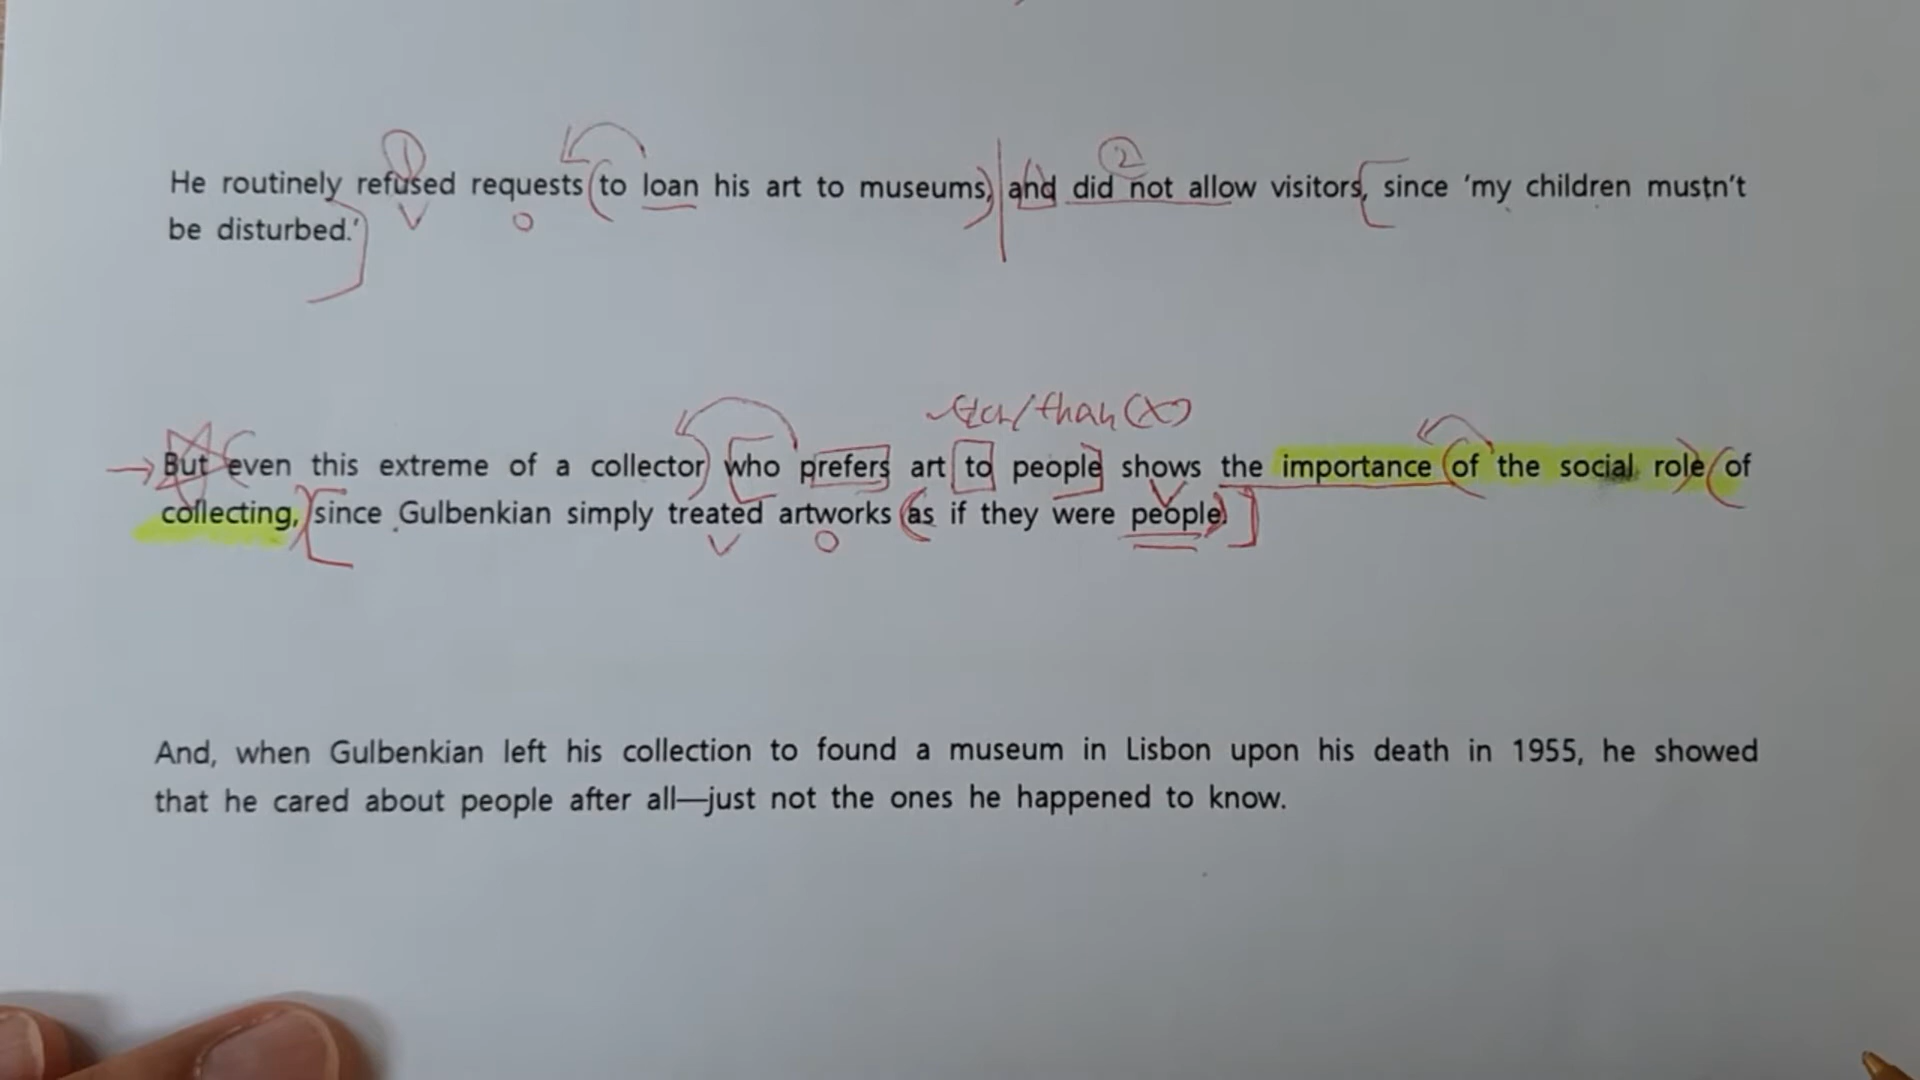 ①
②
He routinely refused requests to loan his art to museums, and did not allow visitors, since 'my children mustn't
be disturbed.'
V
O
/than (X)
But even this extreme of a collector who prefers art to people shows the importance of the social role of
V
collecting, since Gulbenkian simply treated artworks as if they were people.
V
O
And, when Gulbenkian left his collection to found a museum in Lisbon upon his death in 1955, he showed
that he cared about people after all—just not the ones he happened to know.